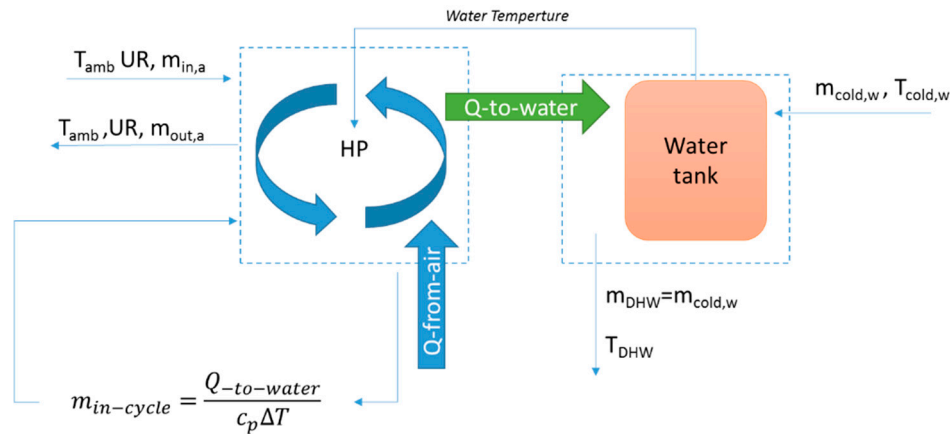 Water Temperture
T_amb UR, m_in,a
T_amb ,UR, m_out,a
HP
Q-to-water
Water
tank
m_cold,w , T_cold,w
Q-from-air
m_DHW=m_cold,w
T_DHW
m_in−cycle = Q_−to−water / c_p ΔT